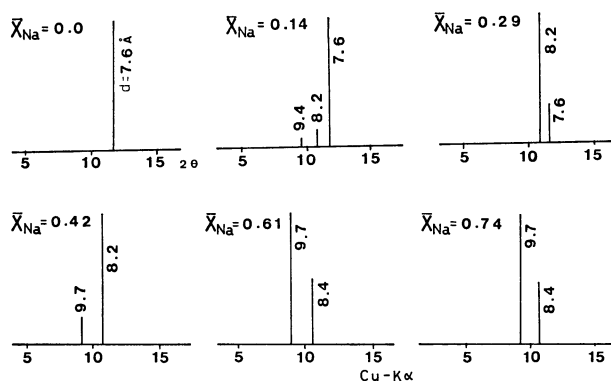 X̄Na = 0.0
d=7.6 Å
5 10 15 2θ
X̄Na = 0.14
9.4
8.2
7.6
5 10 15
X̄Na = 0.29
8.2
7.6
5 10 15
X̄Na = 0.42
9.7
8.2
5 10 15
X̄Na = 0.61
9.7
8.4
5 10 15
X̄Na = 0.74
9.7
8.4
5 10 15
Cu-Kα